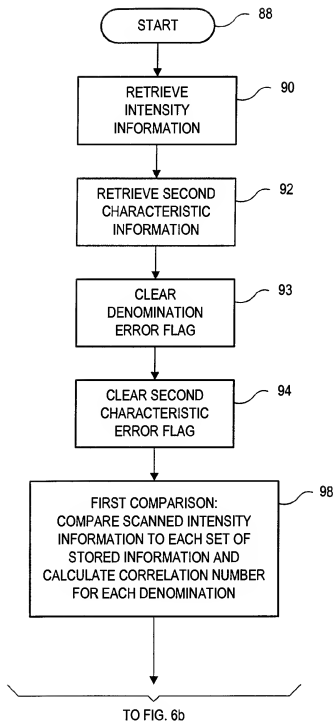 START
88
RETRIEVE
INTENSITY
INFORMATION
90
RETRIEVE SECOND
CHARACTERISTIC
INFORMATION
92
CLEAR
DENOMINATION
ERROR FLAG
93
CLEAR SECOND
CHARACTERISTIC
ERROR FLAG
94
FIRST COMPARISON:
COMPARE SCANNED INTENSITY
INFORMATION TO EACH SET OF
STORED INFORMATION AND
CALCULATE CORRELATION NUMBER
FOR EACH DENOMINATION
98
TO FIG. 6b